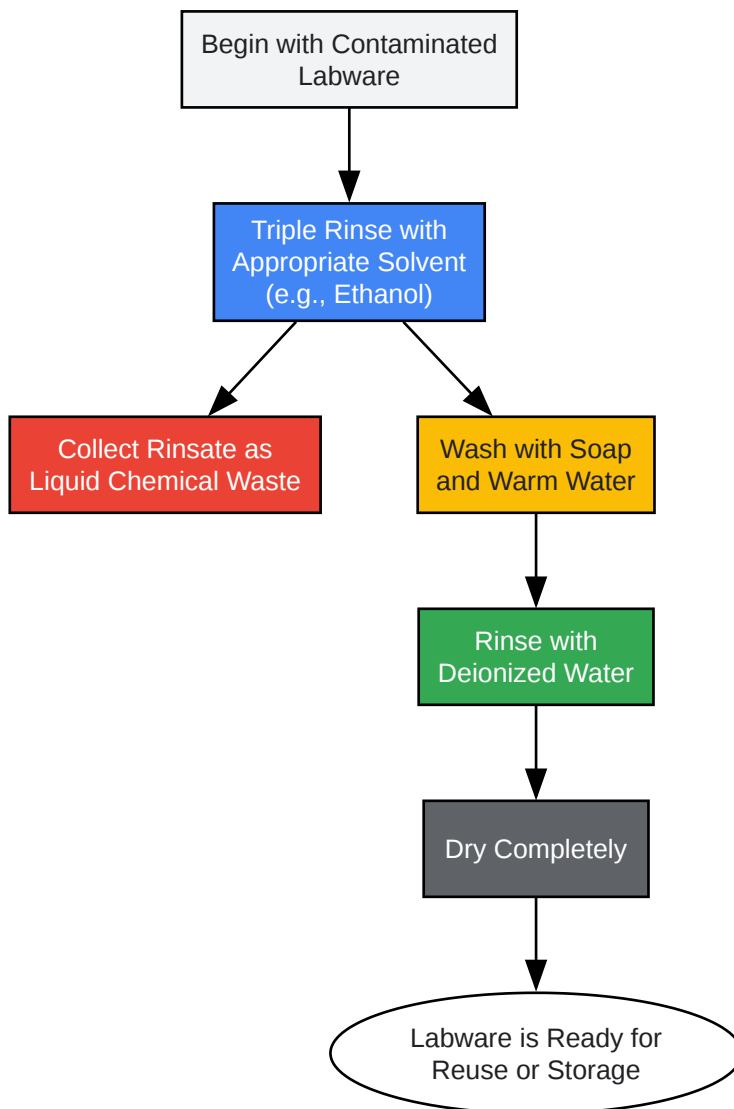 Begin with Contaminated
Labware
Triple Rinse with
Appropriate Solvent
(e.g., Ethanol)
Collect Rinsate as
Liquid Chemical Waste
Wash with Soap
and Warm Water
Rinse with
Deionized Water
Dry Completely
Labware is Ready for
Reuse or Storage